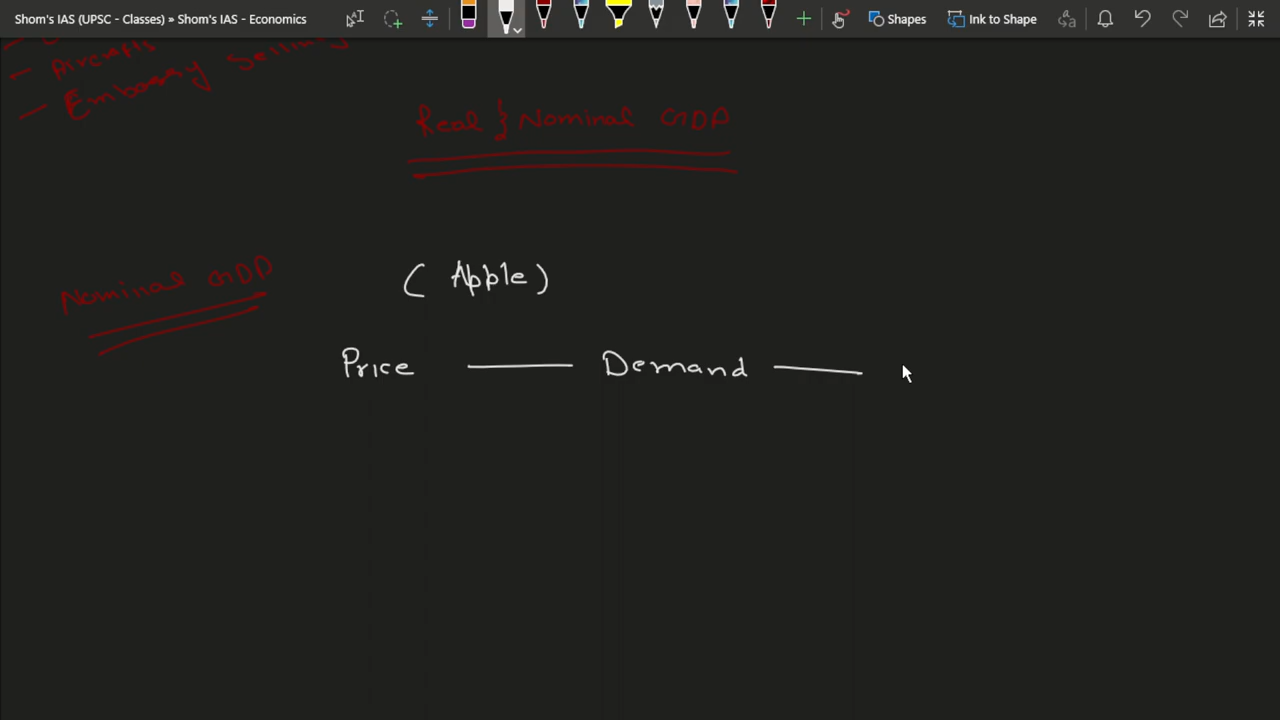 Shom's IAS (UPSC - Classes) » Shom's IAS - Economics
Shapes
Ink to Shape
Real } Nominal GDP
Nominal GDP
( Apple )
Price — Demand —